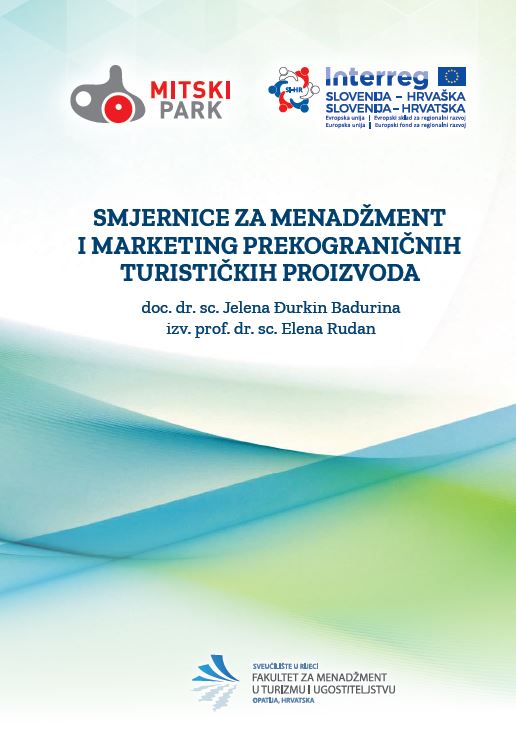 MITSKI
PARK
SI-HR
Interreg
SLOVENIJA – HRVAŠKA
SLOVENIJA – HRVATSKA
Evropska unija | Evropski sklad za regionalni razvoj
Europska unija | Europski fond za regionalni razvoj
SMJERNICE ZA MENADŽMENT
I MARKETING PREKOGRANIČNIH
TURISTIČKIH PROIZVODA
doc. dr. sc. Jelena Đurkin Badurina
izv. prof. dr. sc. Elena Rudan
SVEUČILIŠTE U RIJECI
FAKULTET ZA MENADŽMENT
U TURIZMU I UGOSTITELJSTVU
OPATIJA, HRVATSKA